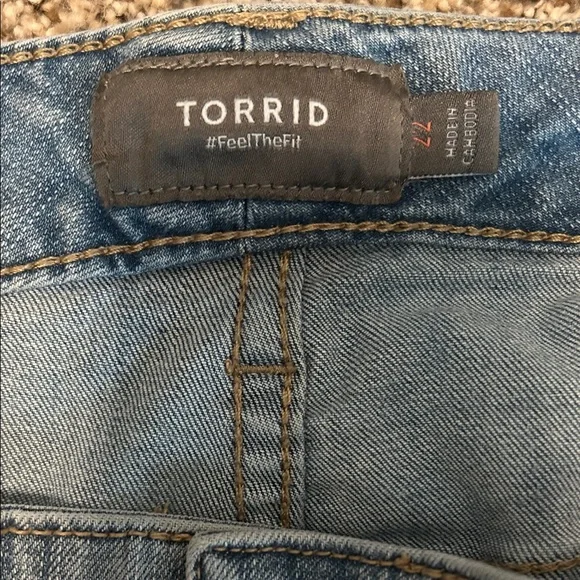 TORRID
#FeelTheFit
22
MADE IN
CAMBODIA